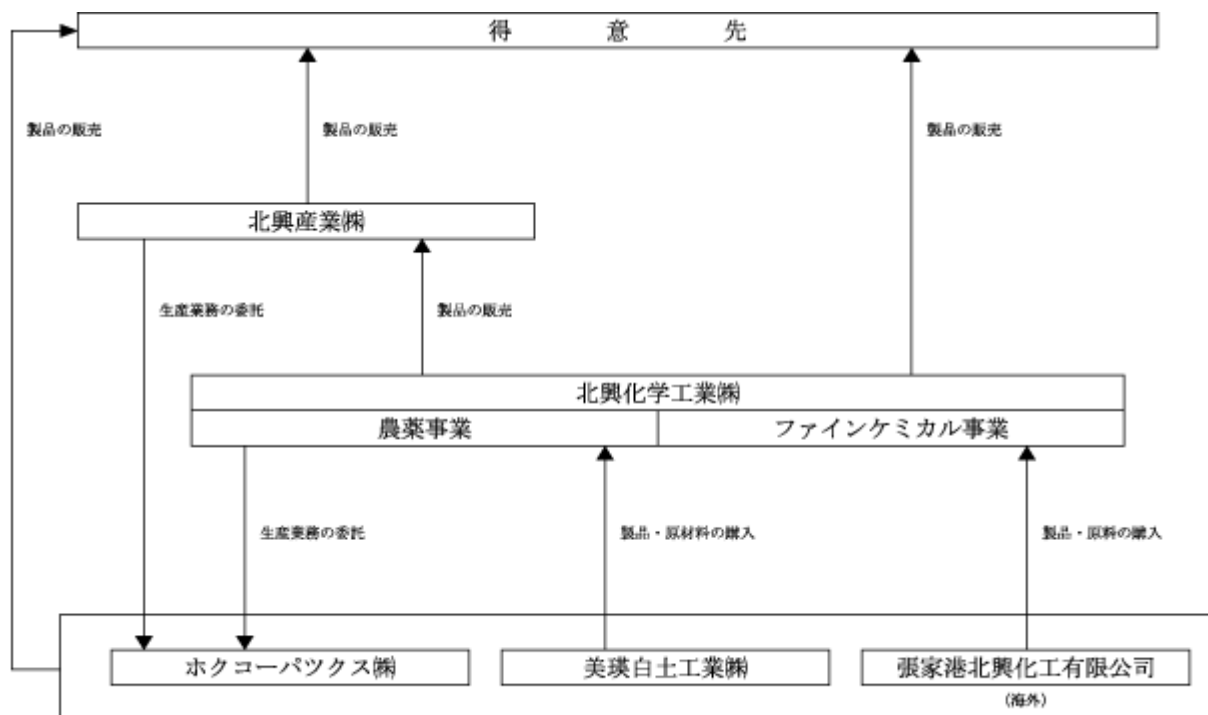 得意先
製品の販売
製品の販売
製品の販売
北興産業㈱
生産業務の委託
製品の販売
北興化学工業㈱
農薬事業
ファインケミカル事業
生産業務の委託
製品・原材料の購入
製品・原料の購入
ホクコーパツクス㈱
美瑛白土工業㈱
張家港北興化工有限公司
(海外)